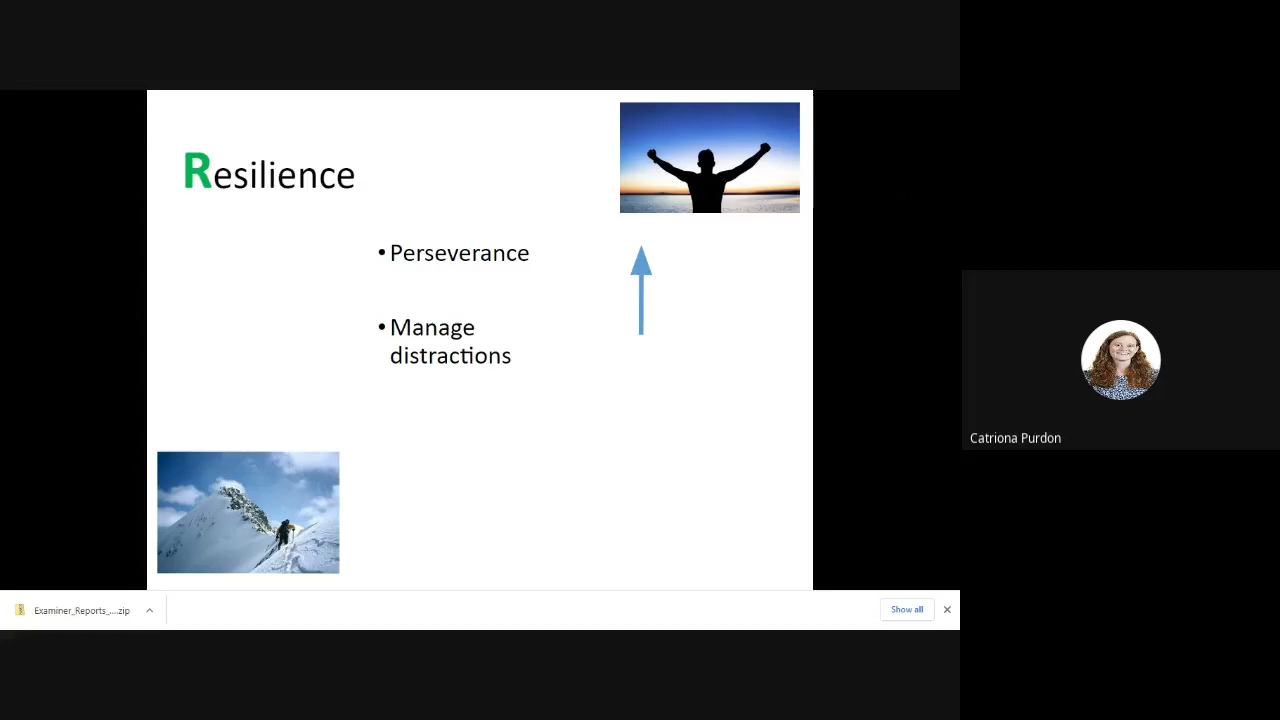 Resilience
• Perseverance
• Manage
distractions
Catriona Purdon
Examiner_Reports_....zip
Show all